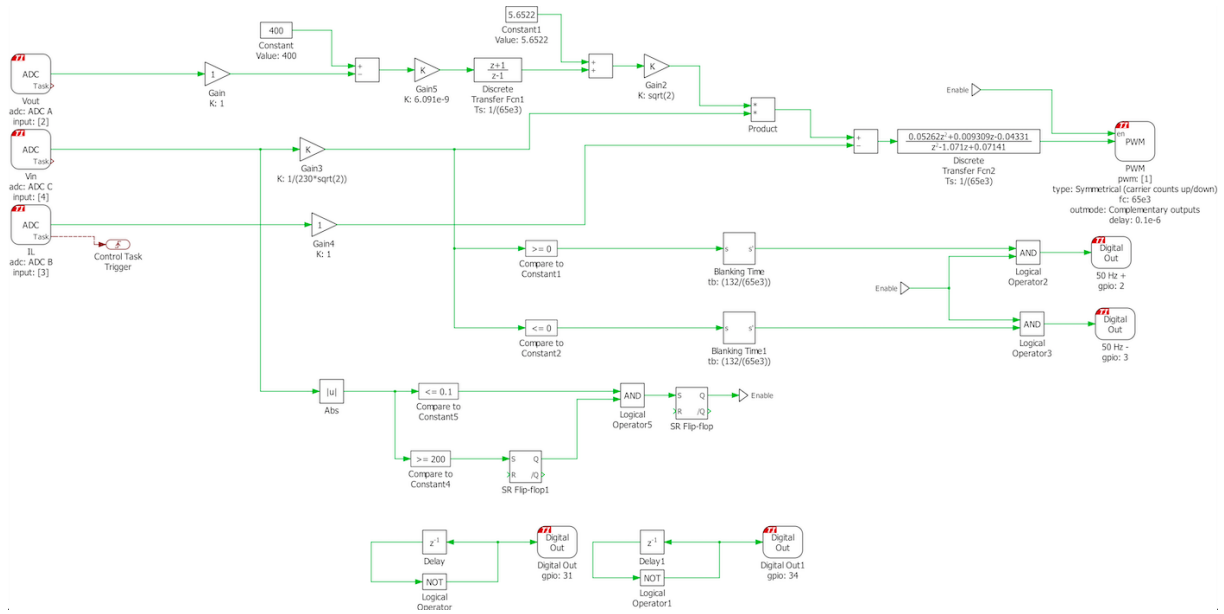 400
Constant
Value: 400
5.6522
Constant1
Value: 5.6522
ADC
Task
Vout
adc: ADC A
input: [2]
1
Gain
K: 1
+
−
K
Gain5
K: 6.091e-9
z+1
z-1
Discrete
Transfer Fcn1
Ts: 1/(65e3)
+
+
K
Gain2
K: sqrt(2)
*
*
Product
Enable
ADC
Task
Vin
adc: ADC C
input: [4]
K
Gain3
K: 1/(230*sqrt(2))
+
−
0.05262z²+0.009309z-0.04331
z²-1.071z+0.07141
Discrete
Transfer Fcn2
Ts: 1/(65e3)
en
PWM
PWM
pwm: [1]
type: Symmetrical (carrier counts up/down)
fc: 65e3
outmode: Complementary outputs
delay: 0.1e-6
ADC
Task
IL
adc: ADC B
input: [3]
Control Task
Trigger
1
Gain4
K: 1
>= 0
Compare to
Constant1
s s'
Blanking Time
tb: (132/(65e3))
AND
Logical
Operator2
Digital
Out
50 Hz +
gpio: 2
Enable
<= 0
Compare to
Constant2
s s'
Blanking Time1
tb: (132/(65e3))
AND
Logical
Operator3
Digital
Out
50 Hz -
gpio: 3
|u|
Abs
<= 0.1
Compare to
Constant5
AND
Logical
Operator5
S Q
R /Q
SR Flip-flop
Enable
>= 200
Compare to
Constant4
S Q
R /Q
SR Flip-flop1
z⁻¹
Delay
NOT
Logical
Operator
Digital
Out
Digital Out
gpio: 31
z⁻¹
Delay1
NOT
Logical
Operator1
Digital
Out
Digital Out1
gpio: 34